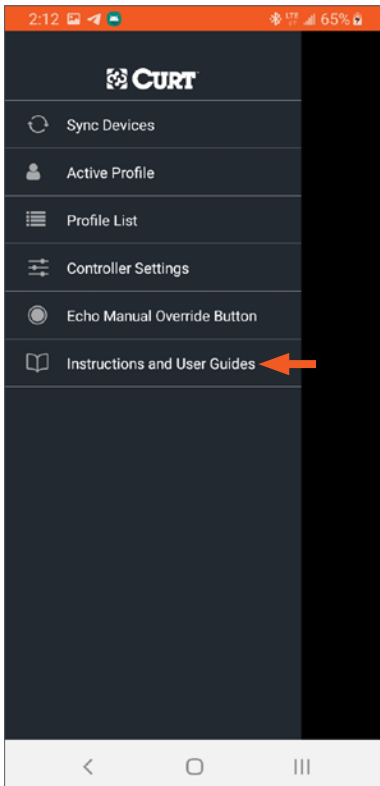 2:12 LTE 65%
CURT
Sync Devices
Active Profile
Profile List
Controller Settings
Echo Manual Override Button
Instructions and User Guides